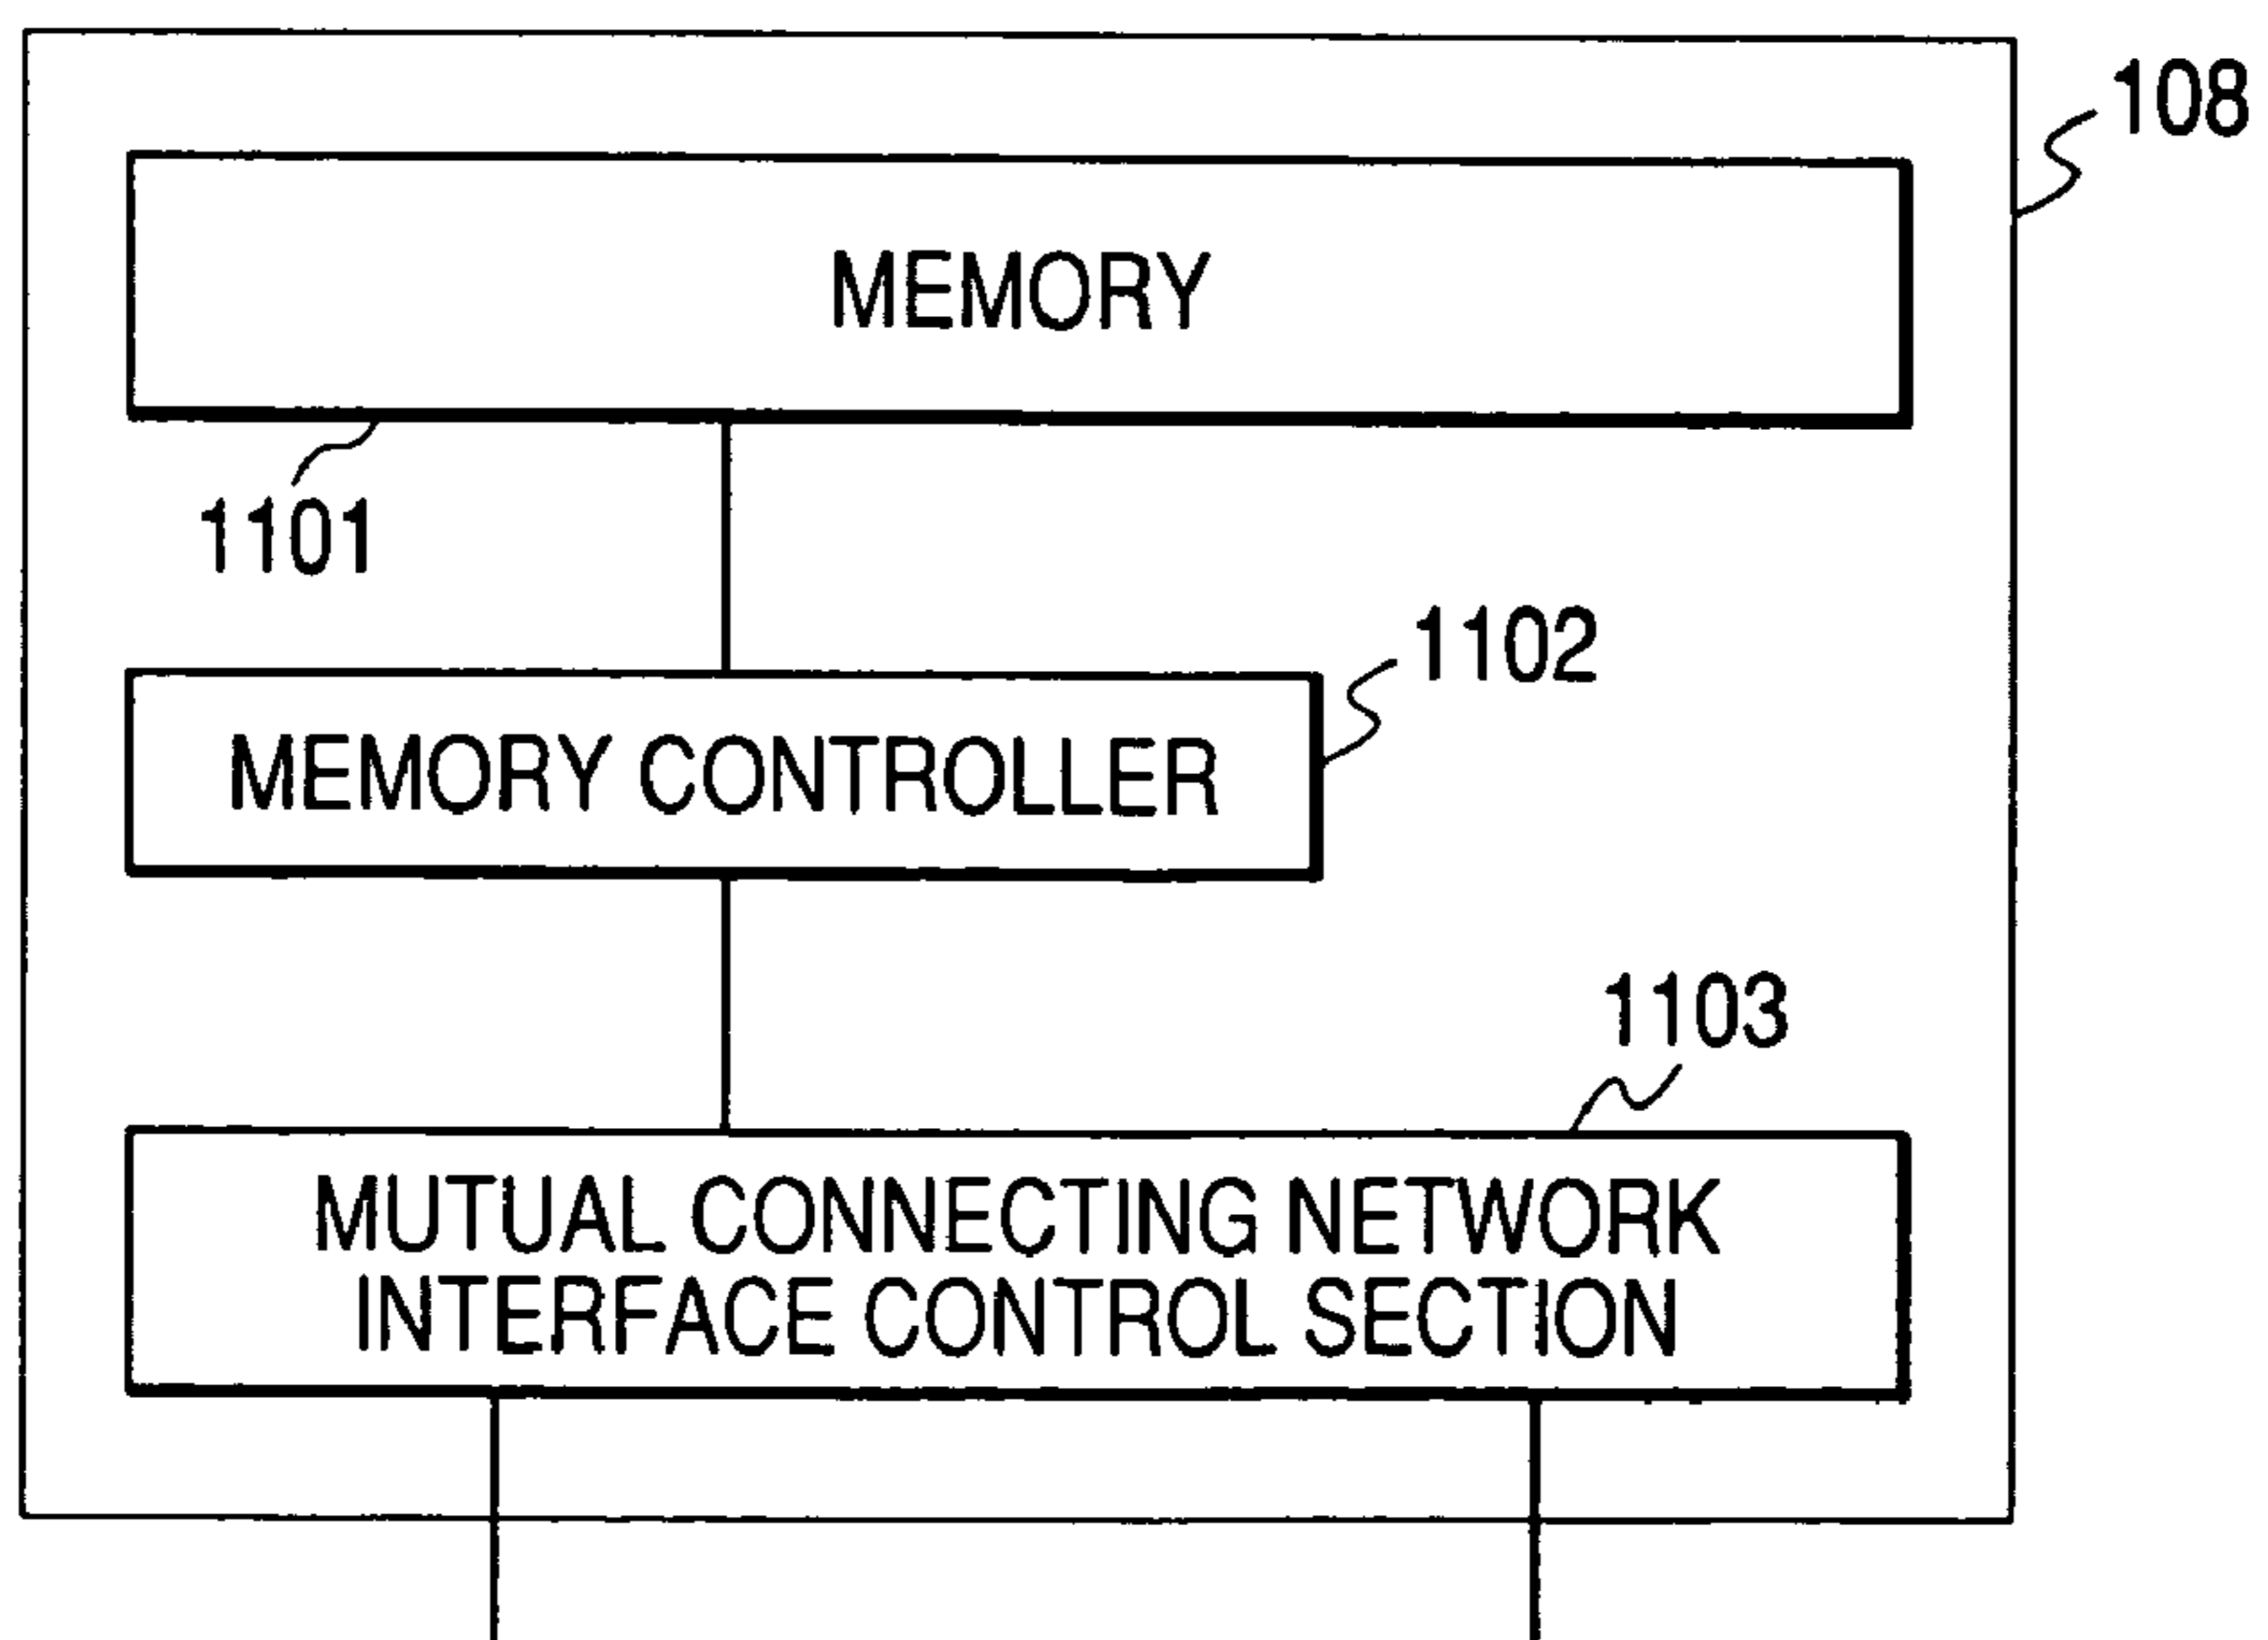 108
MEMORY
1101
1102
MEMORY CONTROLLER
1103
MUTUAL CONNECTING NETWORK
INTERFACE CONTROL SECTION